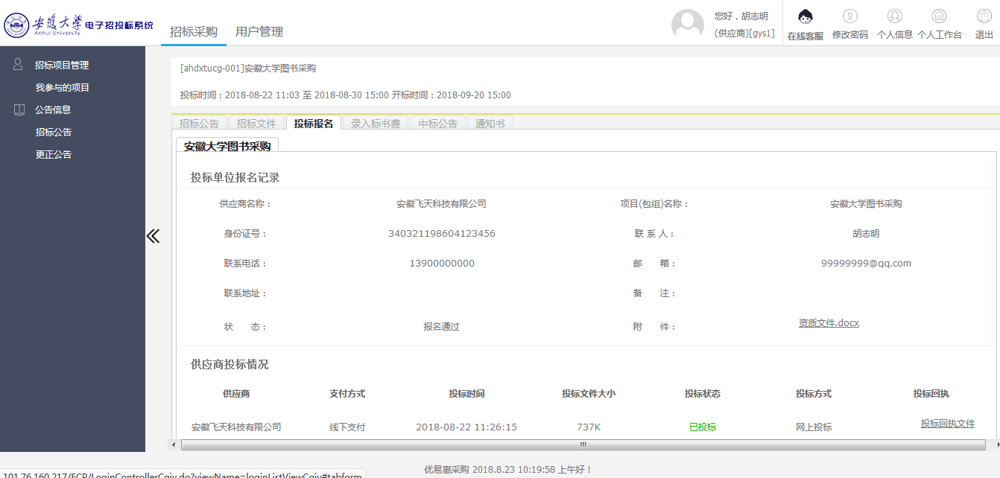 安徽大学 电子招投标系统
Anhui University
招标采购 用户管理
您好，胡志明
(供应商)[gys1]
在线客服 修改密码 个人信息 个人工作台 退出
招标项目管理
我参与的项目
公告信息
招标公告
更正公告
[ahdxtucg-001]安徽大学图书采购
投标时间：2018-08-22 11:03 至 2018-08-30 15:00 开标时间：2018-09-20 15:00
招标公告 招标文件 投标报名 录入标书费 中标公告 通知书
安徽大学图书采购
投标单位报名记录
供应商名称： 安徽飞天科技有限公司 项目(包组)名称： 安徽大学图书采购
身份证号： 340321198604123456 联 系 人： 胡志明
联系电话： 13900000000 邮 箱： 99999999@qq.com
联系地址： 备 注：
状 态： 报名通过 附 件： 资质文件.docx
供应商投标情况
供应商 支付方式 投标时间 投标文件大小 投标状态 投标方式 投标回执
安徽飞天科技有限公司 线下支付 2018-08-22 11:26:15 737K 已投标 网上投标 投标回执文件
优易惠采购 2018.8.23 10:19:58 上午好！
101.76.160.217/ECP/LoginControllerCgiy.do?viewName=loginListViewCgiy#tabform